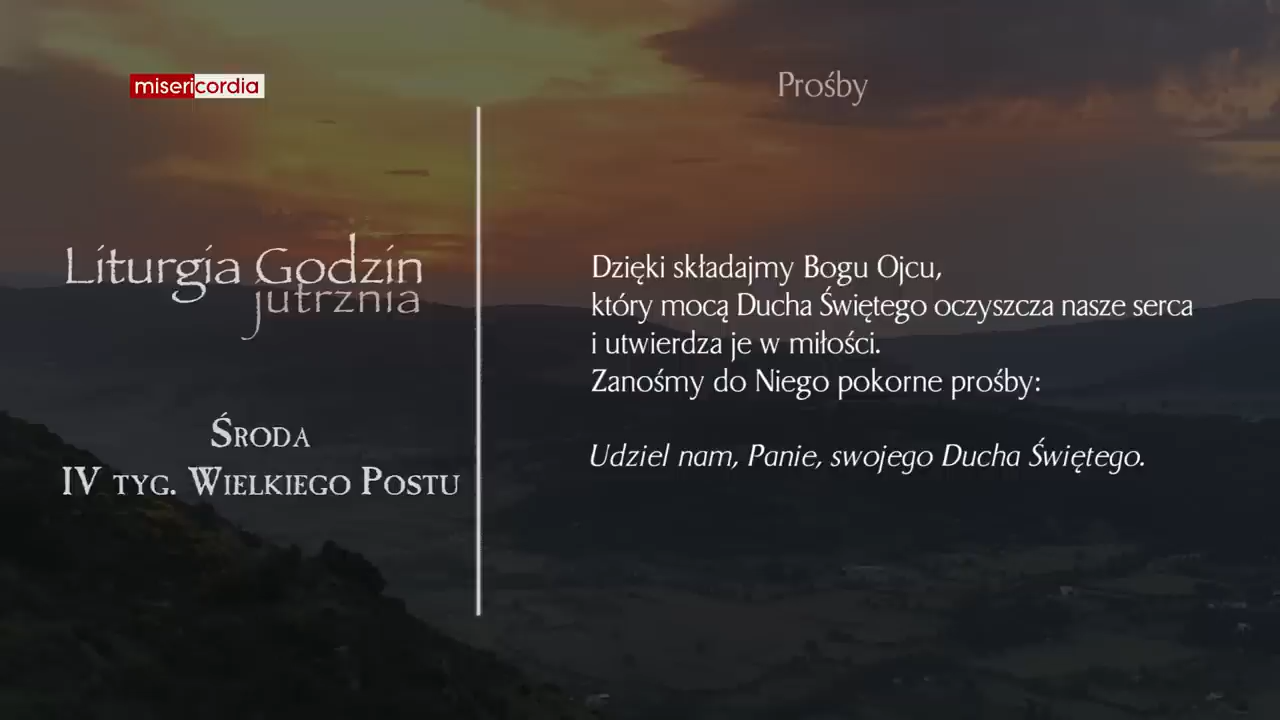 misericordia
Liturgia Godzin
jutrznia
Środa
IV tyg. Wielkiego Postu
Prośby
Dzięki składajmy Bogu Ojcu,
który mocą Ducha Świętego oczyszcza nasze serca
i utwierdza je w miłości.
Zanośmy do Niego pokorne prośby:
Udziel nam, Panie, swojego Ducha Świętego.